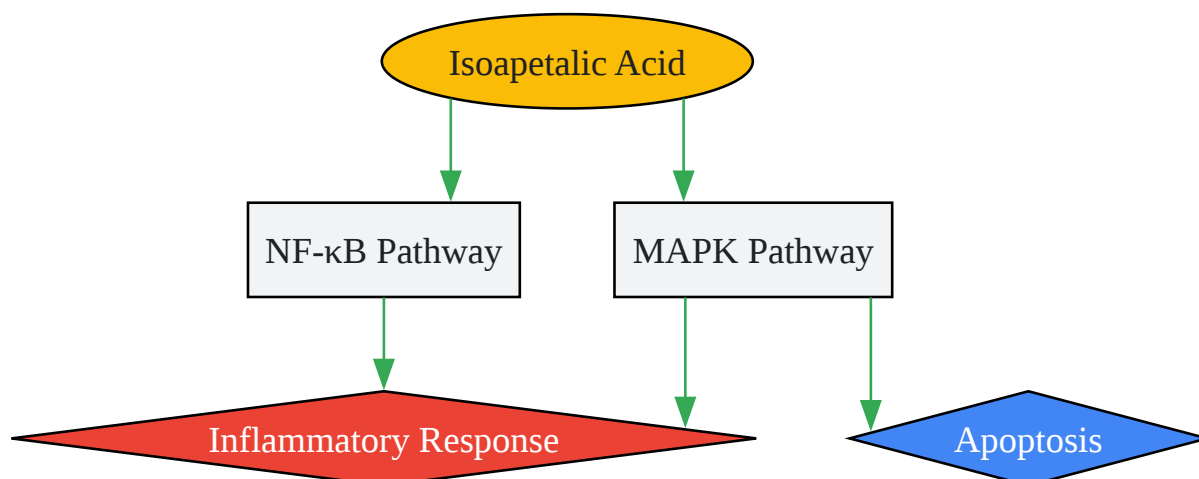 Isoapetalic Acid
NF-κB Pathway
MAPK Pathway
Inflammatory Response
Apoptosis